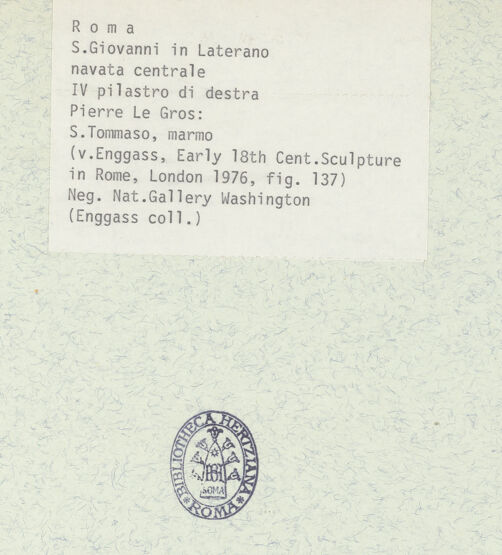 R o m a
S.Giovanni in Laterano
navata centrale
IV pilastro di destra
Pierre Le Gros:
S.Tommaso, marmo
(v.Enggass, Early 18th Cent.Sculpture
in Rome, London 1976, fig. 137)
Neg. Nat.Gallery Washington
(Enggass coll.)
BIBLIOTHECA HERTZIANA
ROMA